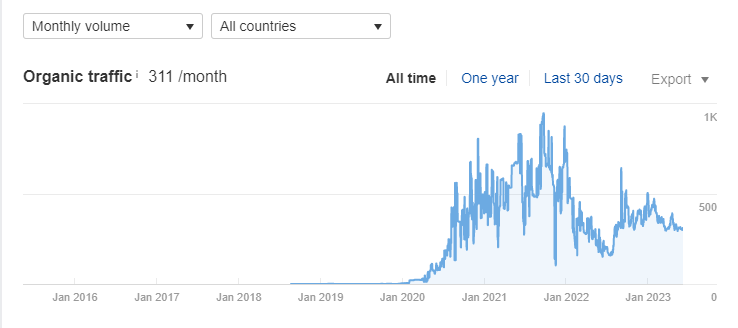 Monthly volume All countries
Organic traffic i 311 /month All time One year Last 30 days Export
1K
500
Jan 2016 Jan 2017 Jan 2018 Jan 2019 Jan 2020 Jan 2021 Jan 2022 Jan 2023 0